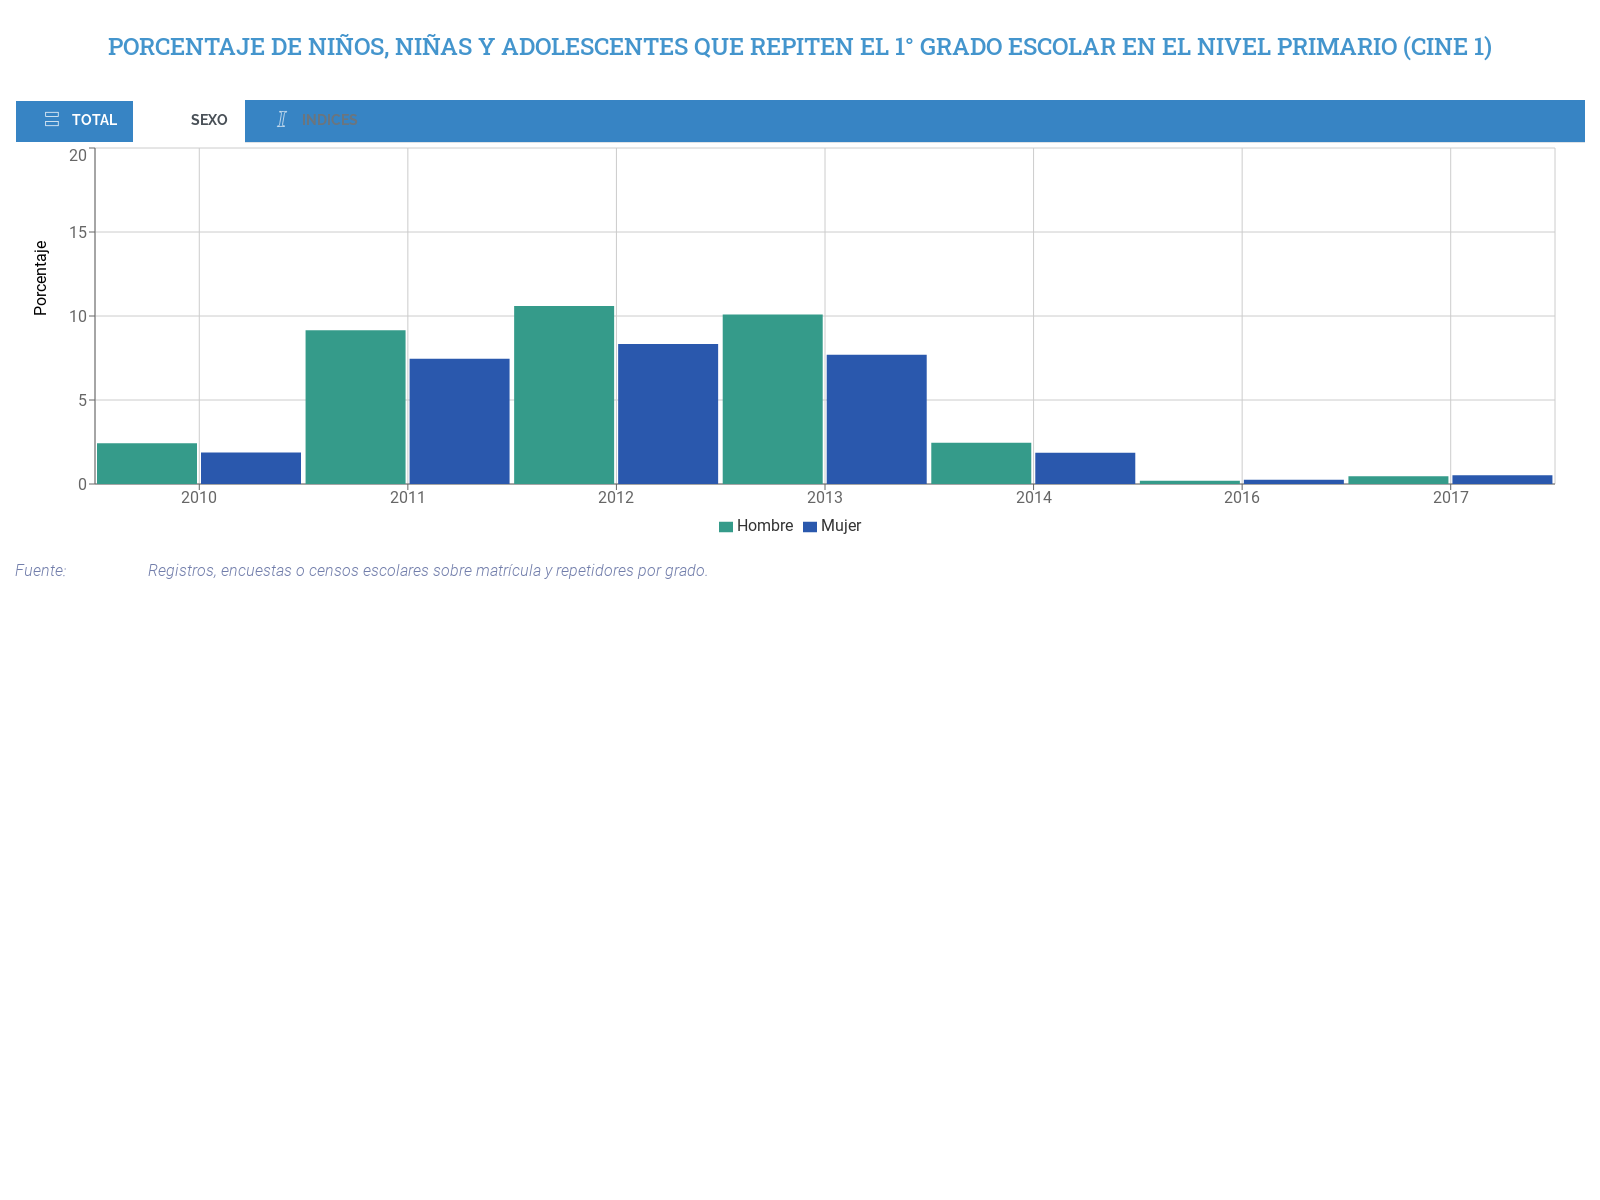 PORCENTAJE DE NIÑOS, NIÑAS Y ADOLESCENTES QUE REPITEN EL 1° GRADO ESCOLAR EN EL NIVEL PRIMARIO (CINE 1)
TOTAL SEXO INDICES
20
15
10
5
0
Porcentaje
2010 2011 2012 2013 2014 2016 2017
Hombre Mujer
Fuente: Registros, encuestas o censos escolares sobre matrícula y repetidores por grado.